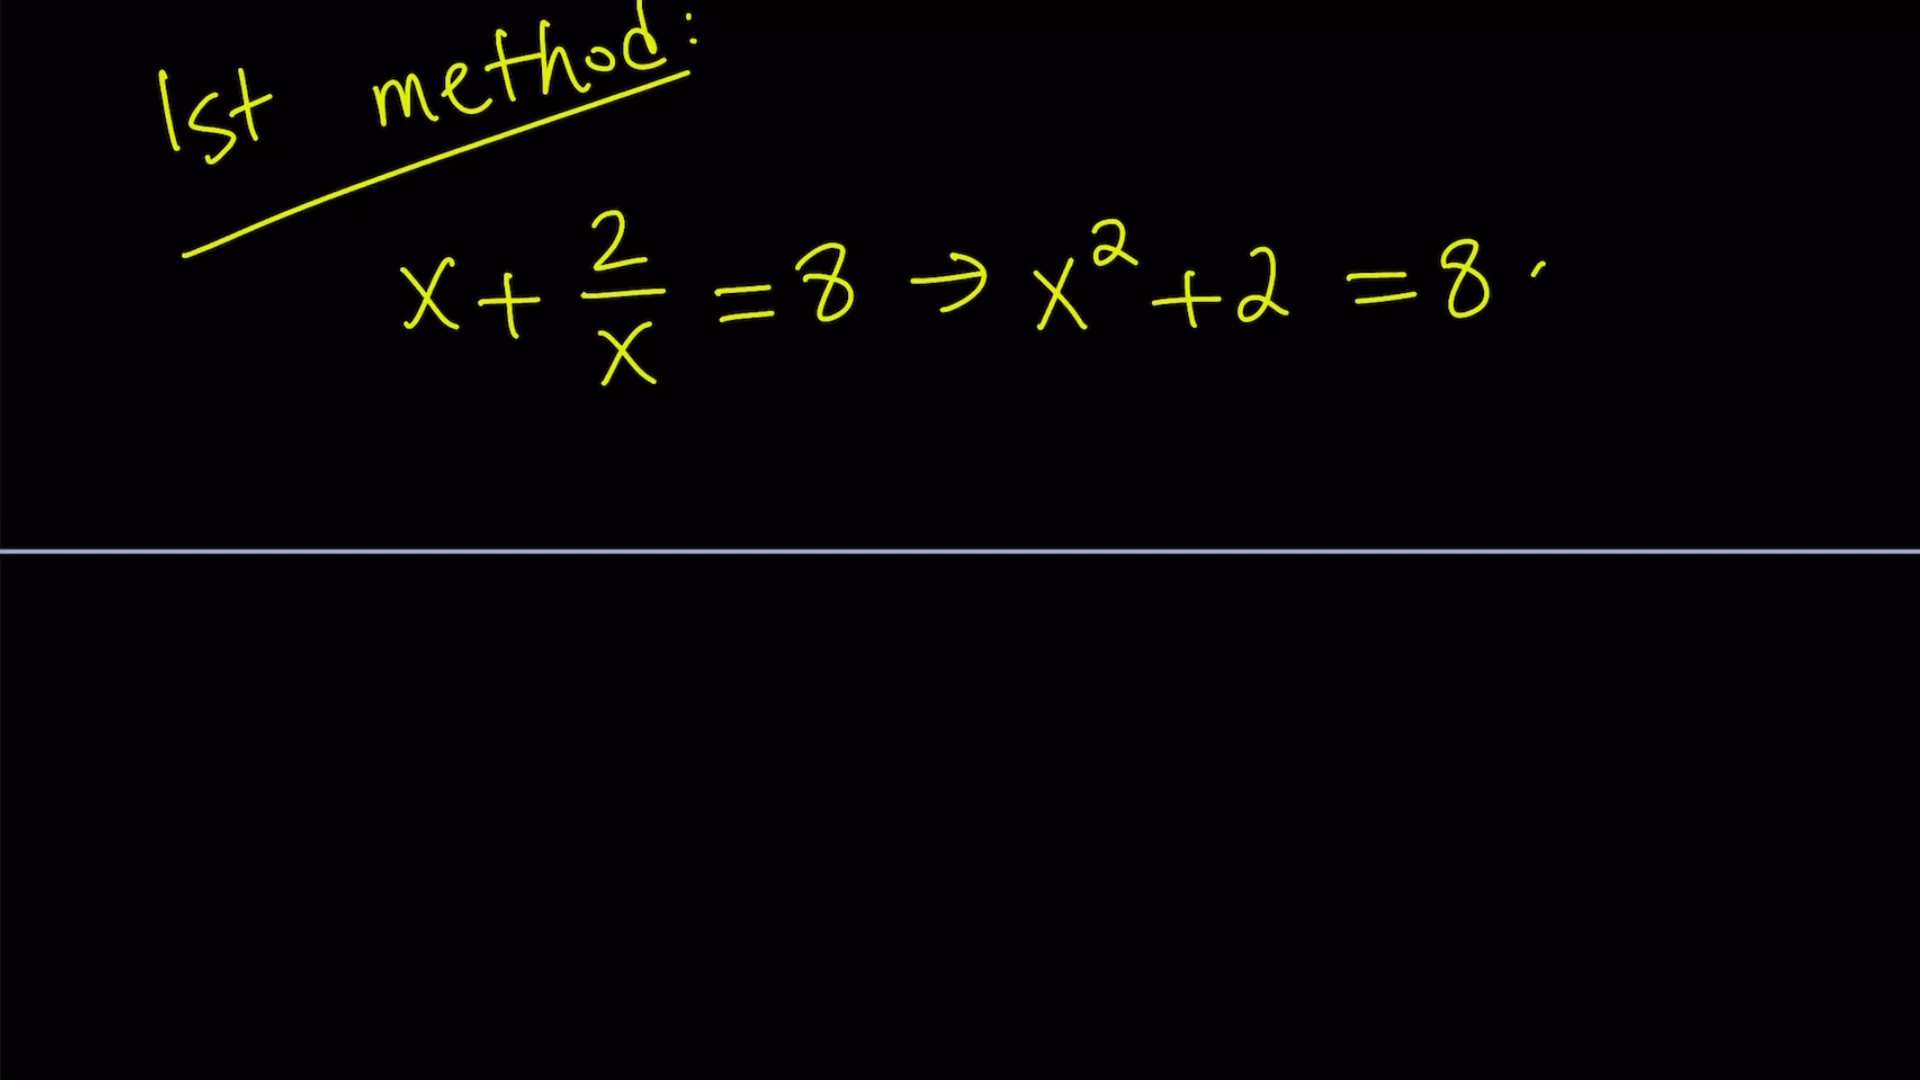 1st method:
x + 2/x = 8 → x² + 2 = 8